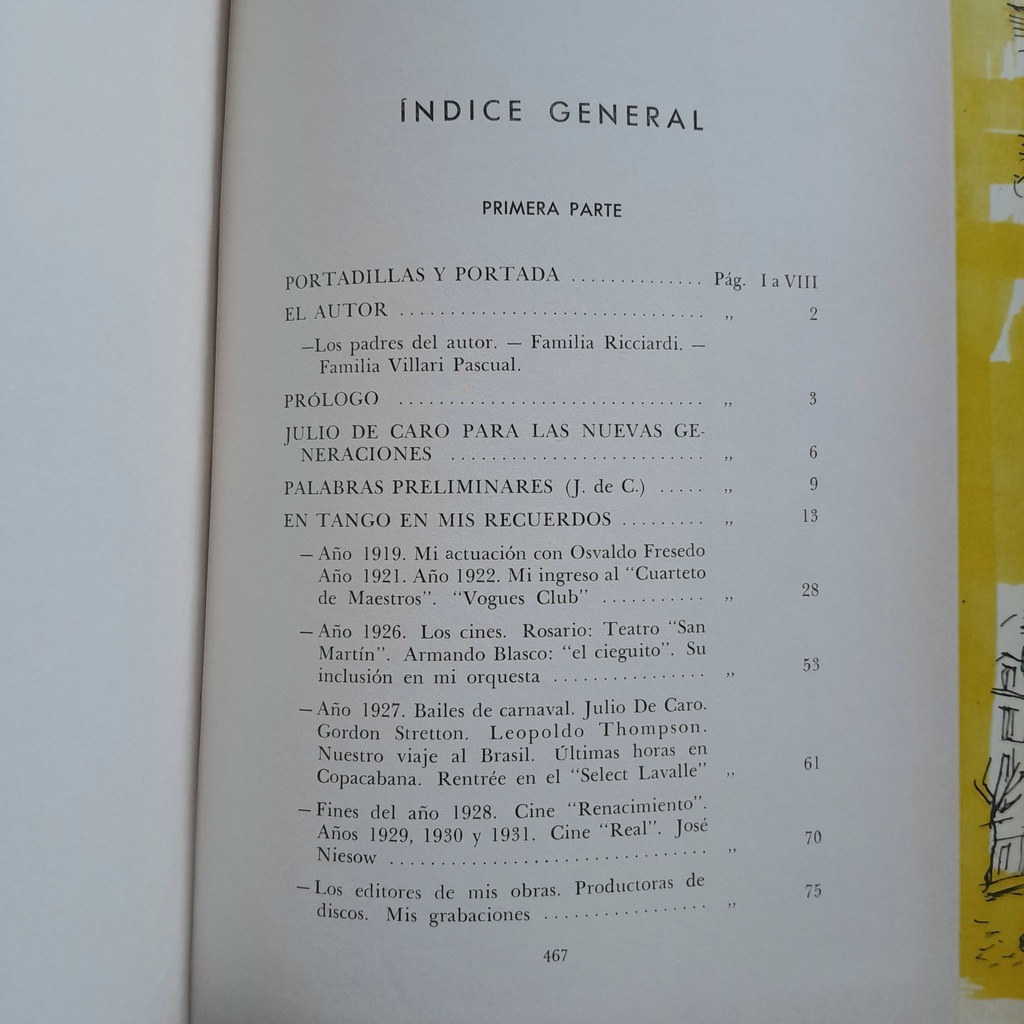 ÍNDICE GENERAL
PRIMERA PARTE
PORTADILLAS Y PORTADA .............. Pág. I a VIII
EL AUTOR ............................... „ 2
—Los padres del autor. — Familia Ricciardi. —
Familia Villari Pascual.
PRÓLOGO ............................... „ 3
JULIO DE CARO PARA LAS NUEVAS GE-
NERACIONES ......................... „ 6
PALABRAS PRELIMINARES (J. de C.) ..... „ 9
EN TANGO EN MIS RECUERDOS ......... „ 13
— Año 1919. Mi actuación con Osvaldo Fresedo
Año 1921. Año 1922. Mi ingreso al “Cuarteto
de Maestros”. “Vogues Club” ........... „ 28
— Año 1926. Los cines. Rosario: Teatro “San
Martín”. Armando Blasco: “el cieguito”. Su
inclusión en mi orquesta ................ „ 53
— Año 1927. Bailes de carnaval. Julio De Caro.
Gordon Stretton. Leopoldo Thompson.
Nuestro viaje al Brasil. Últimas horas en
Copacabana. Rentrée en el “Select Lavalle” „ 61
— Fines del año 1928. Cine “Renacimiento”.
Años 1929, 1930 y 1931. Cine “Real”. José
Niesow ................................ „ 70
— Los editores de mis obras. Productoras de
discos. Mis grabaciones ................. „ 75
467